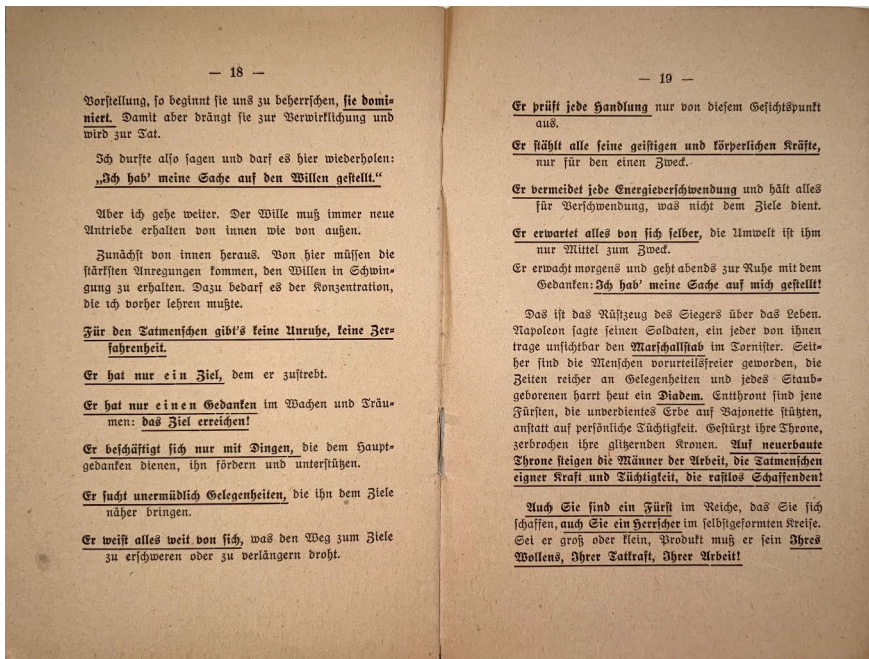 — 18 —
Vorstellung, so beginnt sie uns zu beherrschen, sie domi-
niert. Damit aber drängt sie zur Verwirklichung und
wird zur Tat.
Ich durfte also sagen und darf es hier wiederholen:
„Ich hab' meine Sache auf den Willen gestellt.“
Aber ich gehe weiter. Der Wille muß immer neue
Antriebe erhalten von innen wie von außen.
Zunächst von innen heraus. Von hier müssen die
stärksten Anregungen kommen, den Willen in Schwin-
gung zu erhalten. Dazu bedarf es der Konzentration,
die ich vorher lehren mußte.
Für den Tatmenschen gibt's keine Unruhe, keine Zer-
fahrenheit.
Er hat nur ein Ziel, dem er zustrebt.
Er hat nur einen Gedanken im Wachen und Träu-
men: das Ziel erreichen!
Er beschäftigt sich nur mit Dingen, die dem Haupt-
gedanken dienen, ihn fördern und unterstützen.
Er sucht unermüdlich Gelegenheiten, die ihn dem Ziele
näher bringen.
Er weist alles weit von sich, was den Weg zum Ziele
zu erschweren oder zu verlängern droht.
— 19 —
Er prüft jede Handlung nur von diesem Gesichtspunkt
aus.
Er stählt alle seine geistigen und körperlichen Kräfte,
nur für den einen Zweck.
Er vermeidet jede Energieverschwendung und hält alles
für Verschwendung, was nicht dem Ziele dient.
Er erwartet alles von sich selber, die Umwelt ist ihm
nur Mittel zum Zweck.
Er erwacht morgens und geht abends zur Ruhe mit dem
Gedanken: Ich hab' meine Sache auf mich gestellt!
Das ist das Rüstzeug des Siegers über das Leben.
Napoleon sagte seinen Soldaten, ein jeder von ihnen
trage unsichtbar den Marschallstab im Tornister. Seit-
her sind die Menschen vorurteilsfreier geworden, die
Zeiten reicher an Gelegenheiten und jedes Staub-
geborenen harrt heut ein Diadem. Entthront sind jene
Fürsten, die unverdientes Erbe auf Bajonette stützten,
anstatt auf persönliche Tüchtigkeit. Gestürzt ihre Throne,
zerbrochen ihre glitzernden Kronen. Auf neuerbaute
Throne steigen die Männer der Arbeit, die Tatmenschen
eigner Kraft und Tüchtigkeit, die rastlos Schaffenden!
Auch Sie sind ein Fürst im Reiche, das Sie sich
schaffen, auch Sie ein Herrscher im selbstgeformten Kreise.
Sei er groß oder klein, Produkt muß er sein Ihres
Wollens, Ihrer Tatkraft, Ihrer Arbeit!